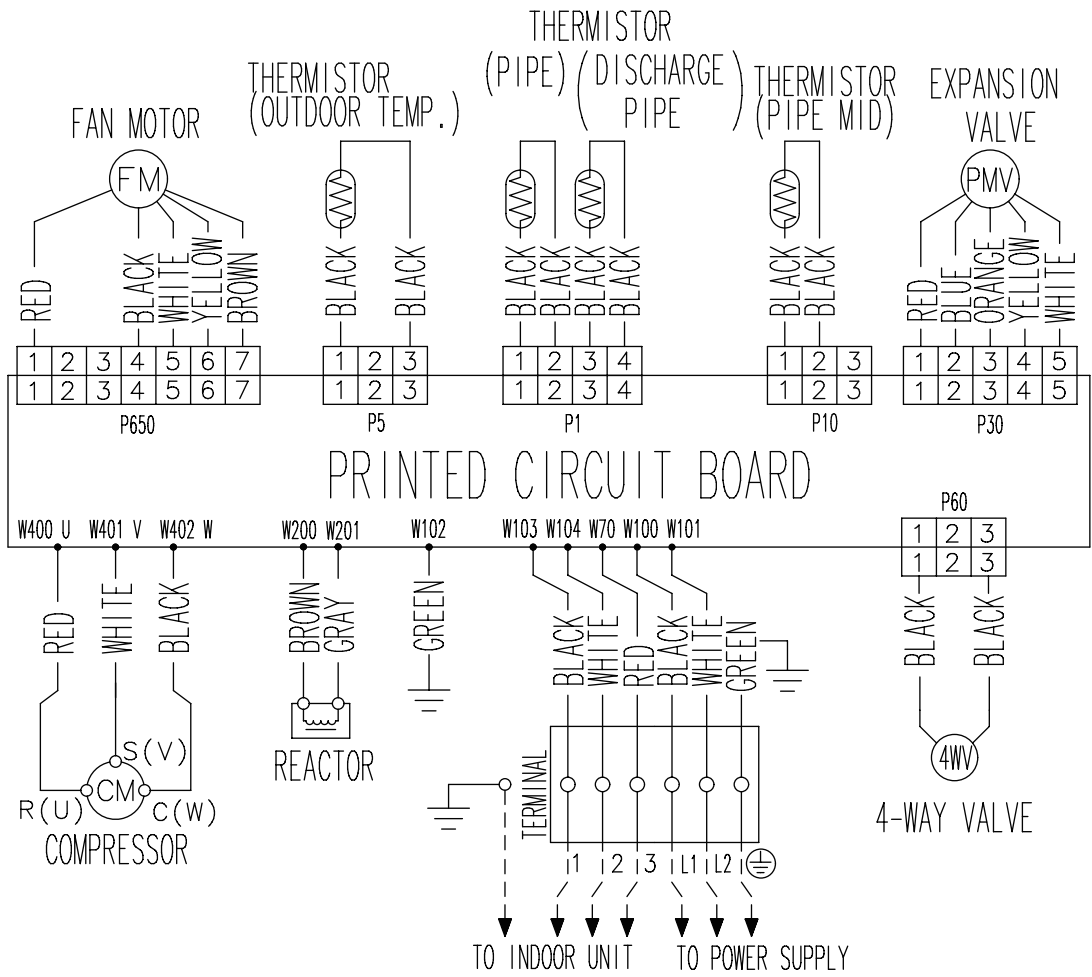 THERMISTOR
(PIPE) (DISCHARGE PIPE)
THERMISTOR
(OUTDOOR TEMP.)
THERMISTOR
(PIPE MID)
EXPANSION
VALVE
FAN MOTOR
FM
PMV
RED BLACK WHITE YELLOW BROWN
BLACK BLACK
BLACK BLACK BLACK BLACK
BLACK BLACK
RED BLUE ORANGE YELLOW WHITE
1 2 3 4 5 6 7
1 2 3 4 5 6 7
P650
1 2 3
1 2 3
P5
1 2 3 4
1 2 3 4
P1
1 2 3
1 2 3
P10
1 2 3 4 5
1 2 3 4 5
P30
PRINTED CIRCUIT BOARD
W400 U W401 V W402 W W200 W201 W102 W103 W104 W70 W100 W101
P60
1 2 3
1 2 3
RED WHITE BLACK
BROWN GRAY
GREEN
BLACK WHITE RED BLACK WHITE GREEN
BLACK BLACK
S(V)
CM
R(U) C(W)
COMPRESSOR
REACTOR
TERMINAL
4WV
4-WAY VALVE
1 2 3 L1 L2
TO INDOOR UNIT TO POWER SUPPLY